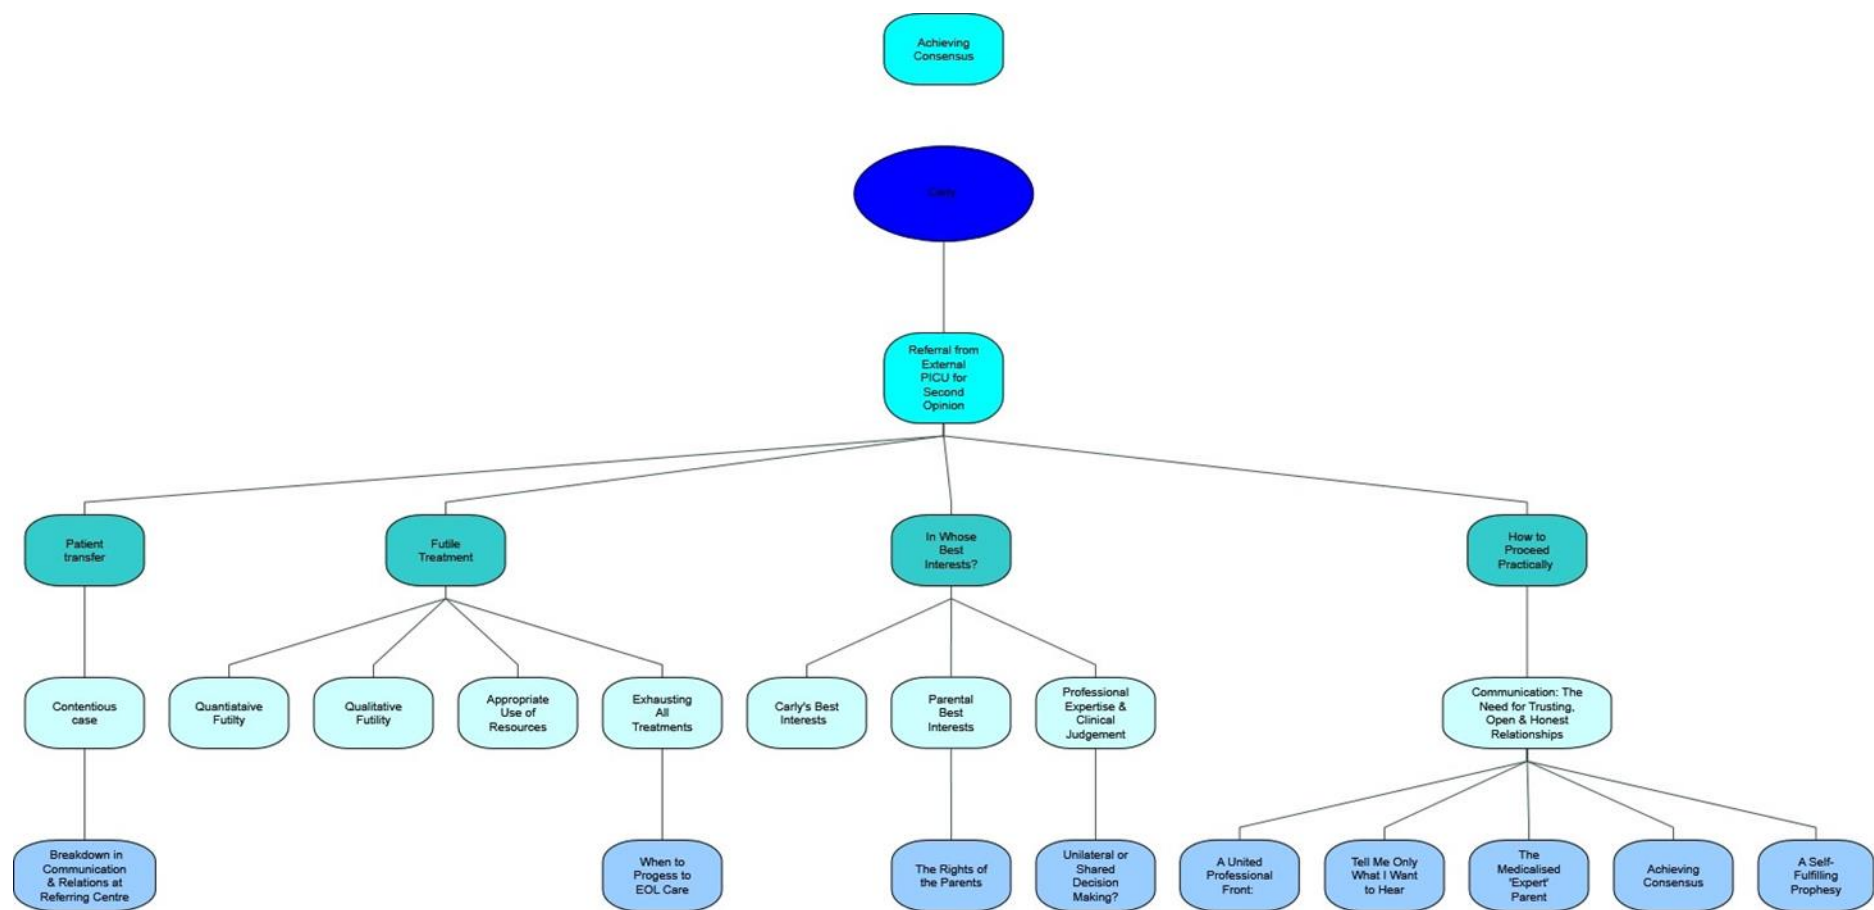 Achieving
Consensus
Carly
Referral from
External
PICU for
Second
Opinion
Patient
transfer
Futile
Treatment
In Whose
Best
Interests?
How to
Proceed
Practically
Contentious
case
Quantiataive
Futilty
Qualitative
Futility
Appropriate
Use of
Resources
Exhausting
All
Treatments
Carly's Best
Interests
Parental
Best
Interests
Professional
Expertise &
Clinical
Judgement
Communication: The
Need for Trusting,
Open & Honest
Relationships
Breakdown in
Communication
& Relations at
Referring Centre
When to
Progess to
EOL Care
The Rights of
the Parents
Unilateral or
Shared
Decision
Making?
A United
Professional
Front:
Tell Me Only
What I Want
to Hear
The
Medicalised
'Expert'
Parent
Achieving
Consensus
A Self-
Fulfilling
Prophesy